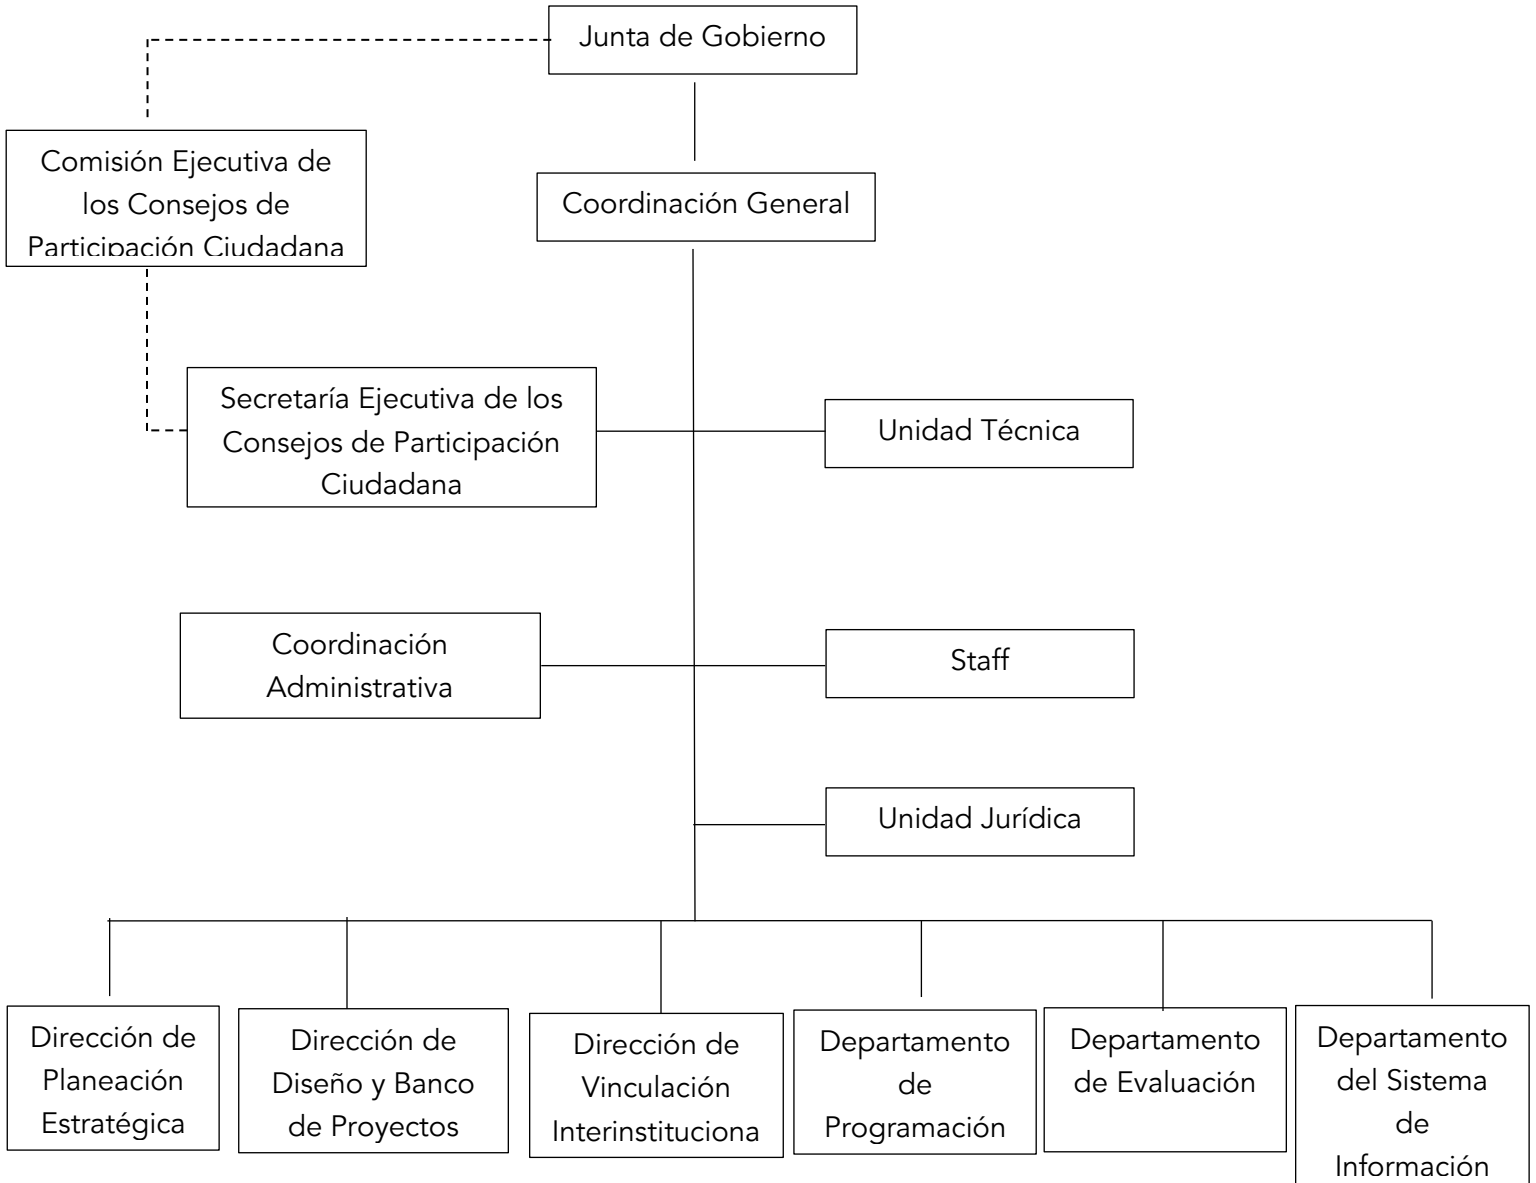 Junta de Gobierno
Comisión Ejecutiva de
los Consejos de
Participación Ciudadana
Coordinación General
Secretaría Ejecutiva de los
Consejos de Participación
Ciudadana
Unidad Técnica
Coordinación
Administrativa
Staff
Unidad Jurídica
Dirección de
Planeación
Estratégica
Dirección de
Diseño y Banco
de Proyectos
Dirección de
Vinculación
Interinstituciona
Departamento
de
Programación
Departamento
de Evaluación
Departamento
del Sistema
de
Información